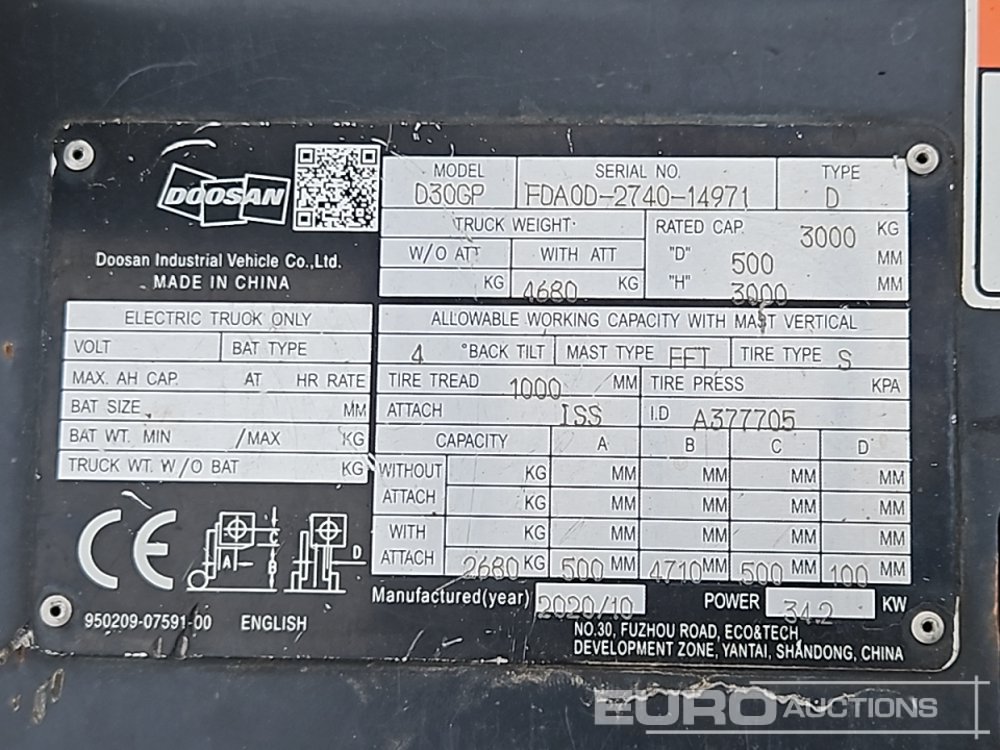 DOOSAN
Doosan Industrial Vehicle Co.,Ltd.
MADE IN CHINA
MODEL SERIAL NO. TYPE
D30GP FDA0D-2740-14971 D
TRUCK WEIGHT
W/O ATT WITH ATT
KG 4680 KG
RATED CAP. 3000 KG
"D" 500 MM
"H" 3000 MM
ELECTRIC TRUCK ONLY
VOLT BAT TYPE
MAX. AH CAP. AT HR RATE
BAT SIZE MM
BAT WT. MIN /MAX KG
TRUCK WT. W/O BAT KG
ALLOWABLE WORKING CAPACITY WITH MAST VERTICAL
4 °BACK TILT MAST TYPE FFT TIRE TYPE S
TIRE TREAD 1000 MM TIRE PRESS KPA
ATTACH ISS I.D A377705
CAPACITY A B C D
WITHOUT ATTACH KG MM MM MM MM
KG MM MM MM MM
WITH ATTACH KG MM MM MM MM
2680 KG 500 MM 4710 MM 500 MM 100 MM
CE
A B C D
950209-07591-00 ENGLISH
Manufactured(year) 2020/10 POWER 34.2 KW
NO.30, FUZHOU ROAD, ECO&TECH,
DEVELOPMENT ZONE, YANTAI, SHANDONG, CHINA
EURO AUCTIONS